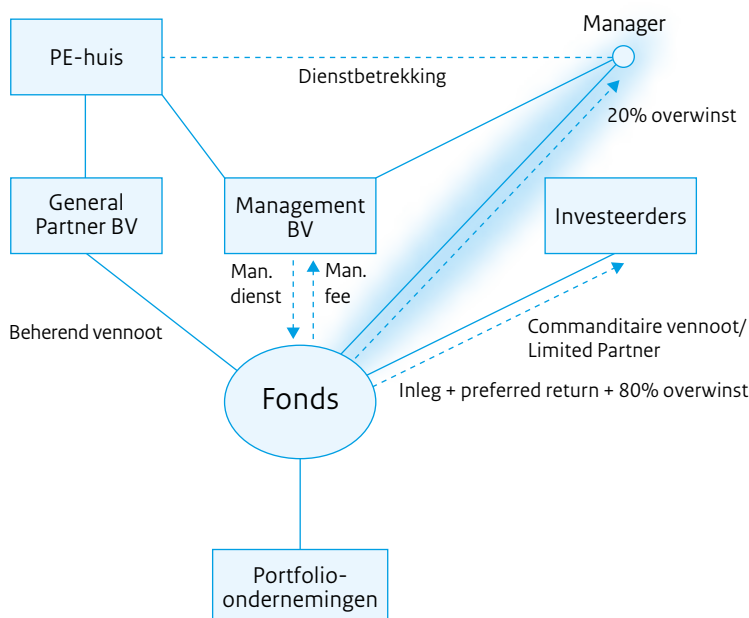 Manager
PE-huis
Dienstbetrekking
20% overwinst
General
Partner BV
Management
BV
Investeerders
Man.
dienst
Man.
fee
Beherend vennoot
Commanditaire vennoot/
Limited Partner
Inleg + preferred return + 80% overwinst
Fonds
Portfolio-
ondernemingen